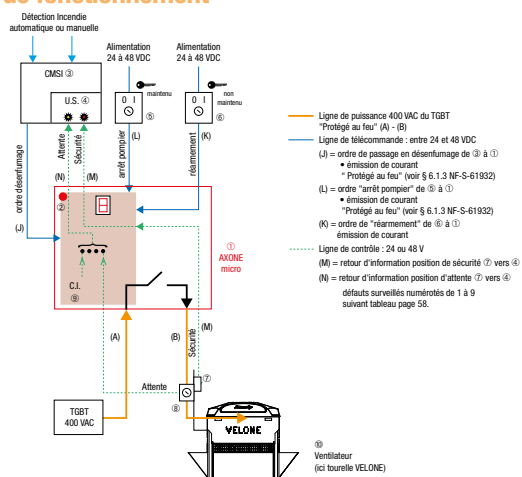 de fonctionnement
Détection Incendie
automatique ou manuelle
Alimentation
24 à 48 VDC
Alimentation
24 à 48 VDC
CMSI ③
U.S. ④
0 I
maintenu
⑤
0 I
non
maintenu
⑥
ordre désenfumage
Attente
Sécurité
arrêt pompier
réarmement
(N)
(M)
(L)
(K)
(J)
②
①
AXONE
micro
C.I.
⑨
(A)
(B)
Sécurité
(M)
Attente
⑦
⑧
TGBT
400 VAC
VELONE
⑩
Ventilateur
(ici tourelle VELONE)
Ligne de puissance 400 VAC du TGBT
"Protégé au feu" (A) - (B)
Ligne de télécommande : entre 24 et 48 VDC
(J) = ordre de passage en désenfumage de ③ à ①
• émission de courant
" Protégé au feu" (voir § 6.1.3 NF-S-61932)
(L) = ordre "arrêt pompier" de ⑤ à ①
• émission de courant
"Protégé au feu" (voir § 6.1.3 NF-S-61932)
(K) = ordre de "réarmement" de ⑥ à ①
émission de courant
Ligne de contrôle : 24 ou 48 V
(M) = retour d'information position de sécurité ⑦ vers ④
(N) = retour d'information position d'attente ⑦ vers ④
défauts surveillés numérotés de 1 à 9
suivant tableau page 58.